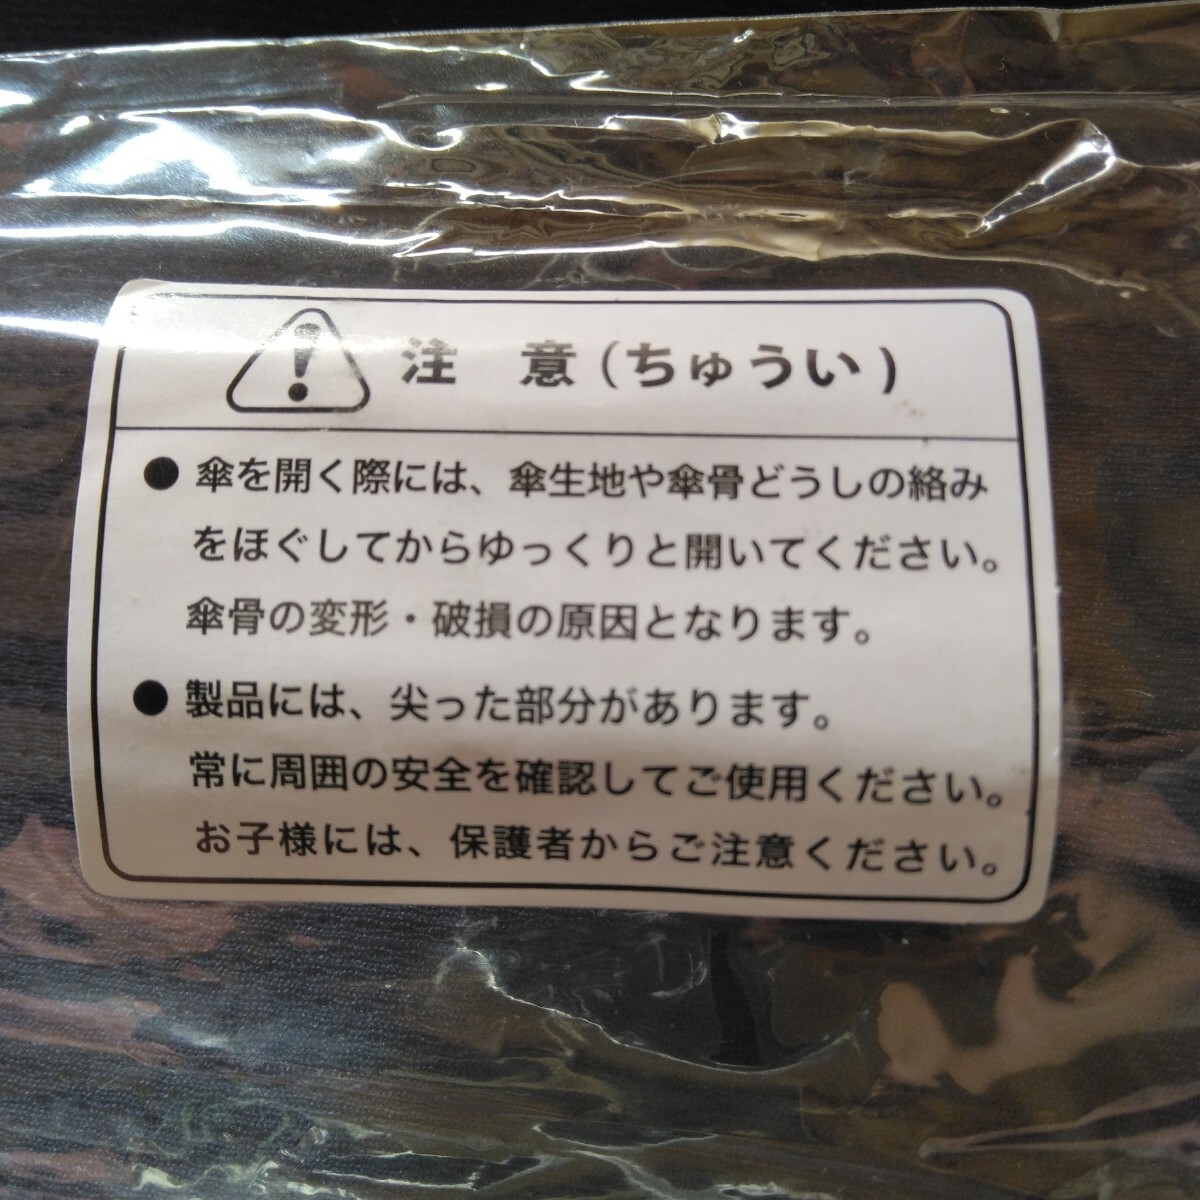 注　意(ちゅうい)
●傘を開く際には、傘生地や傘骨どうしの絡み
をほぐしてからゆっくりと開いてください。
傘骨の変形・破損の原因となります。
●製品には、尖った部分があります。
常に周囲の安全を確認してご使用ください。
お子様には、保護者からご注意ください。